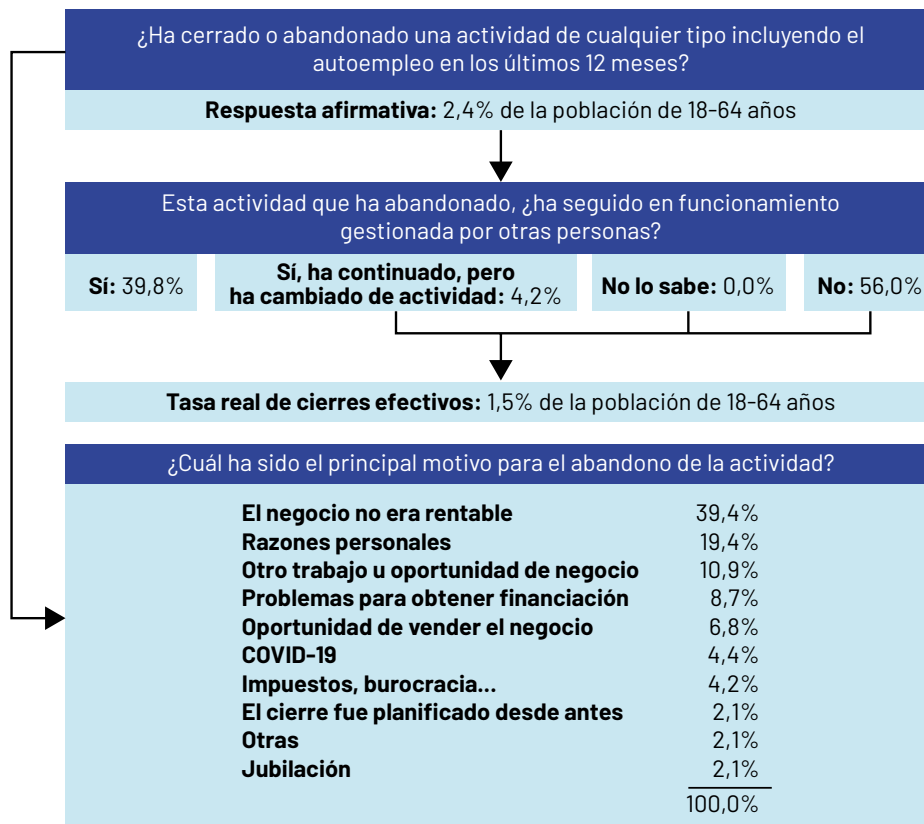 ¿Ha cerrado o abandonado una actividad de cualquier tipo incluyendo el
autoempleo en los últimos 12 meses?
Respuesta afirmativa: 2,4% de la población de 18-64 años
Esta actividad que ha abandonado, ¿ha seguido en funcionamiento
gestionada por otras personas?
Sí: 39,8%
Sí, ha continuado, pero
ha cambiado de actividad: 4,2%
No lo sabe: 0,0%
No: 56,0%
Tasa real de cierres efectivos: 1,5% de la población de 18-64 años
¿Cuál ha sido el principal motivo para el abandono de la actividad?
El negocio no era rentable 39,4%
Razones personales 19,4%
Otro trabajo u oportunidad de negocio 10,9%
Problemas para obtener financiación 8,7%
Oportunidad de vender el negocio 6,8%
COVID-19 4,4%
Impuestos, burocracia... 4,2%
El cierre fue planificado desde antes 2,1%
Otras 2,1%
Jubilación 2,1%
100,0%